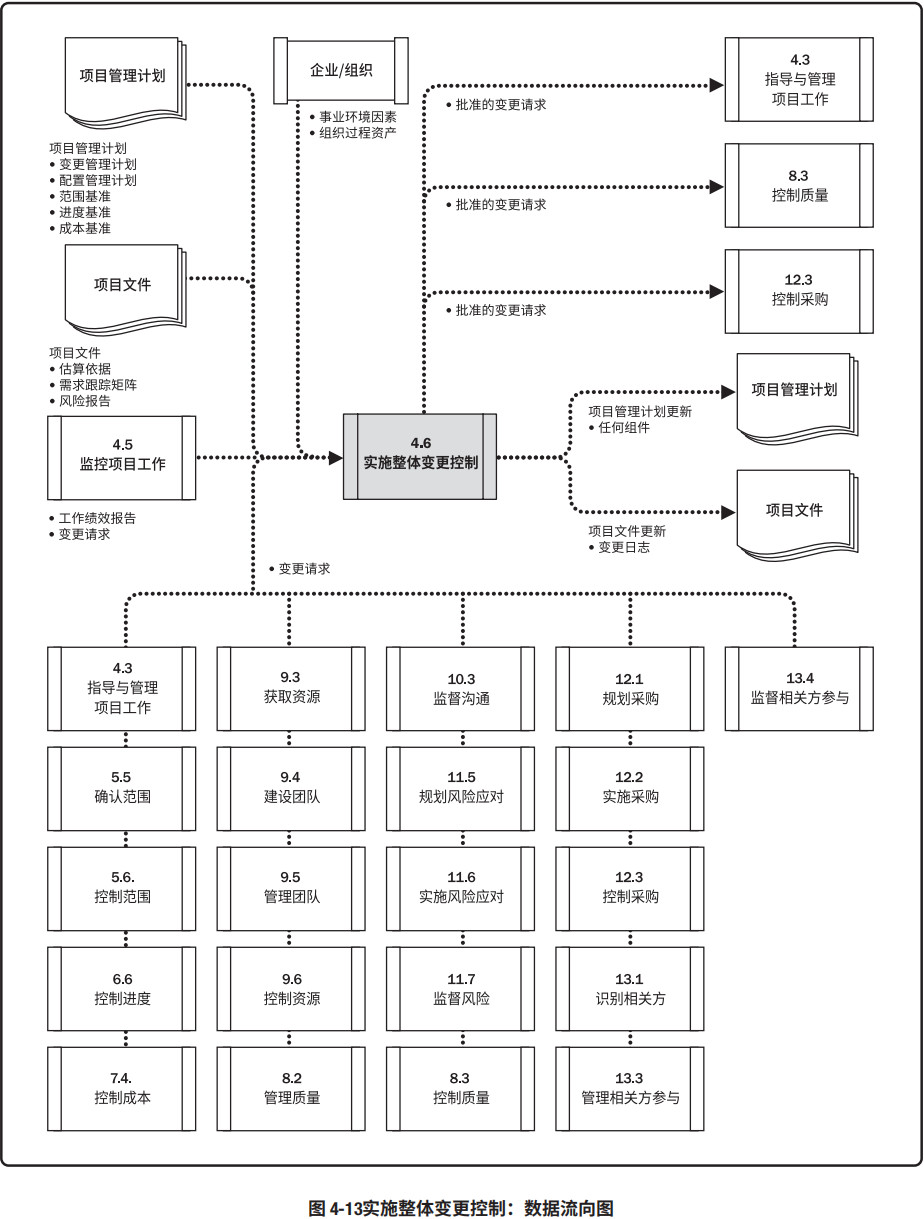 项目管理计划
项目管理计划
● 变更管理计划
● 配置管理计划
● 范围基准
● 进度基准
● 成本基准
企业/组织
● 事业环境因素
● 组织过程资产
● 批准的变更请求
4.3
指导与管理
项目工作
● 批准的变更请求
8.3
控制质量
● 批准的变更请求
12.3
控制采购
项目文件
项目文件
● 估算依据
● 需求跟踪矩阵
● 风险报告
4.5
监控项目工作
● 工作绩效报告
● 变更请求
4.6
实施整体变更控制
项目管理计划更新
● 任何组件
项目管理计划
项目文件更新
● 变更日志
项目文件
● 变更请求
4.3
指导与管理
项目工作
9.3
获取资源
10.3
监督沟通
12.1
规划采购
13.4
监督相关方参与
5.5
确认范围
9.4
建设团队
11.5
规划风险应对
12.2
实施采购
5.6.
控制范围
9.5
管理团队
11.6
实施风险应对
12.3
控制采购
6.6
控制进度
9.6
控制资源
11.7
监督风险
13.1
识别相关方
7.4.
控制成本
8.2
管理质量
8.3
控制质量
13.3
管理相关方参与
图 4-13实施整体变更控制：数据流向图